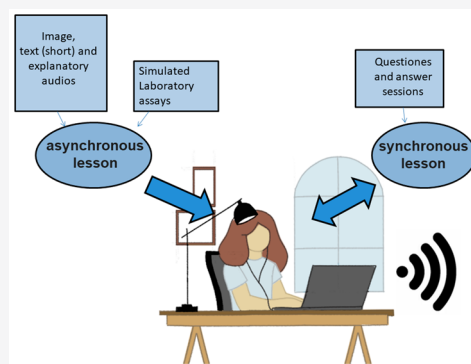 Image,
text (short) and
explanatory
audios
Simulated
Laboratory
assays
Questiones
and answer
sessions
asynchronous
lesson
synchronous
lesson